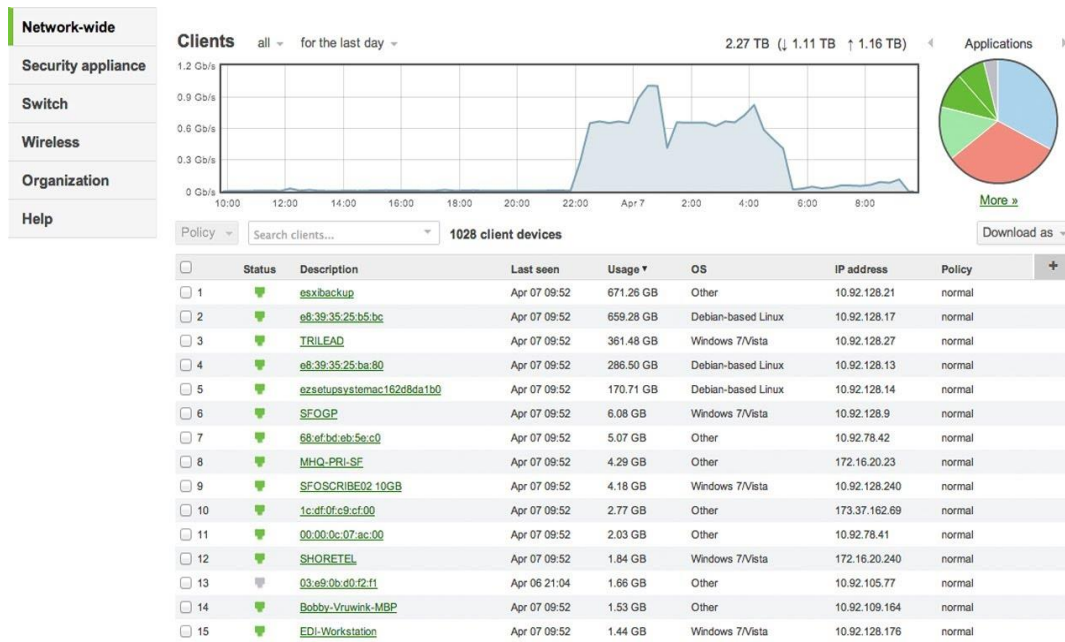 Network-wide
Security appliance
Switch
Wireless
Organization
Help
Clients all for the last day 2.27 TB (↓ 1.11 TB ↑ 1.16 TB) Applications
1.2 Gb/s
0.9 Gb/s
0.6 Gb/s
0.3 Gb/s
0 Gb/s
10:00 12:00 14:00 16:00 18:00 20:00 22:00 Apr 7 2:00 4:00 6:00 8:00
More »
Policy Search clients... 1028 client devices Download as
Status Description Last seen Usage ▼ OS IP address Policy +
1 esxibackup Apr 07 09:52 671.26 GB Other 10.92.128.21 normal
2 e8:39:35:25:b5:bc Apr 07 09:52 659.28 GB Debian-based Linux 10.92.128.17 normal
3 TRILEAD Apr 07 09:52 361.48 GB Windows 7/Vista 10.92.128.27 normal
4 e8:39:35:25:ba:80 Apr 07 09:52 286.50 GB Debian-based Linux 10.92.128.13 normal
5 ezsetupsystemac162d8da1b0 Apr 07 09:52 170.71 GB Debian-based Linux 10.92.128.14 normal
6 SFOGP Apr 07 09:52 6.08 GB Windows 7/Vista 10.92.128.9 normal
7 68:ef:bd:eb:5e:c0 Apr 07 09:52 5.07 GB Other 10.92.78.42 normal
8 MHQ-PRI-SF Apr 07 09:52 4.29 GB Other 172.16.20.23 normal
9 SFOSCRIBE02 10GB Apr 07 09:52 4.18 GB Windows 7/Vista 10.92.128.240 normal
10 1c:df:0f:c9:cf:00 Apr 07 09:52 2.77 GB Other 173.37.162.69 normal
11 00:00:0c:07:ac:00 Apr 07 09:52 2.03 GB Other 10.92.78.41 normal
12 SHORETEL Apr 07 09:52 1.84 GB Windows 7/Vista 172.16.20.240 normal
13 03:e9:0b:d0:f2:f1 Apr 06 21:04 1.66 GB Other 10.92.105.77 normal
14 Bobby-Vruwink-MBP Apr 07 09:52 1.53 GB Other 10.92.109.164 normal
15 EDI-Workstation Apr 07 09:52 1.44 GB Windows 7/Vista 10.92.128.176 normal